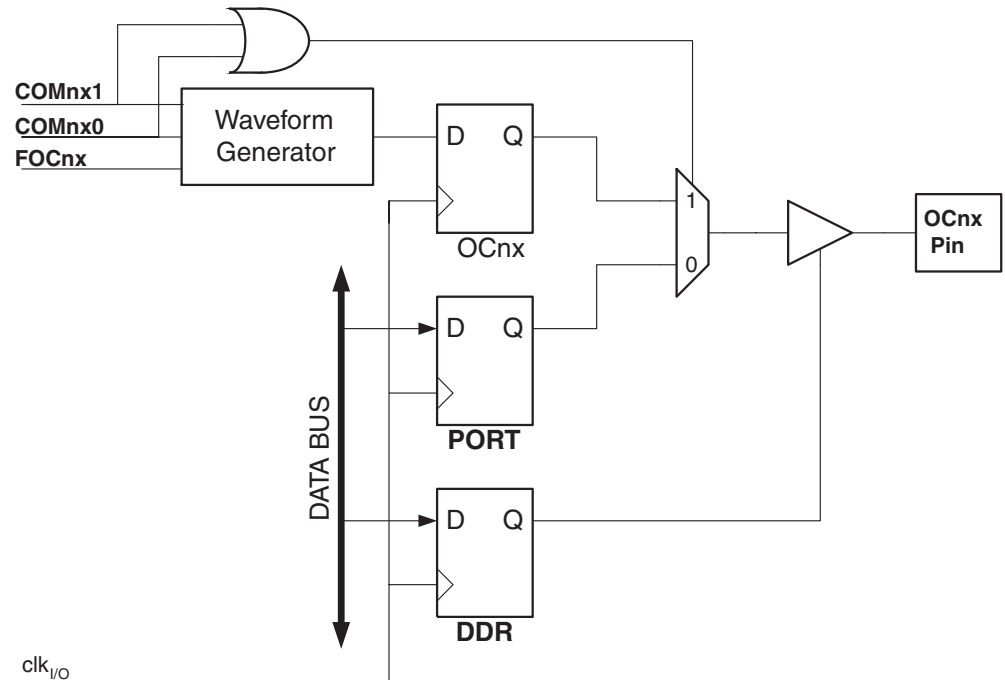 COMnx1
COMnx0
FOCnx
Waveform
Generator
D Q
OCnx
1
0
OCnx
Pin
D Q
PORT
DATA BUS
D Q
DDR
clkI/O